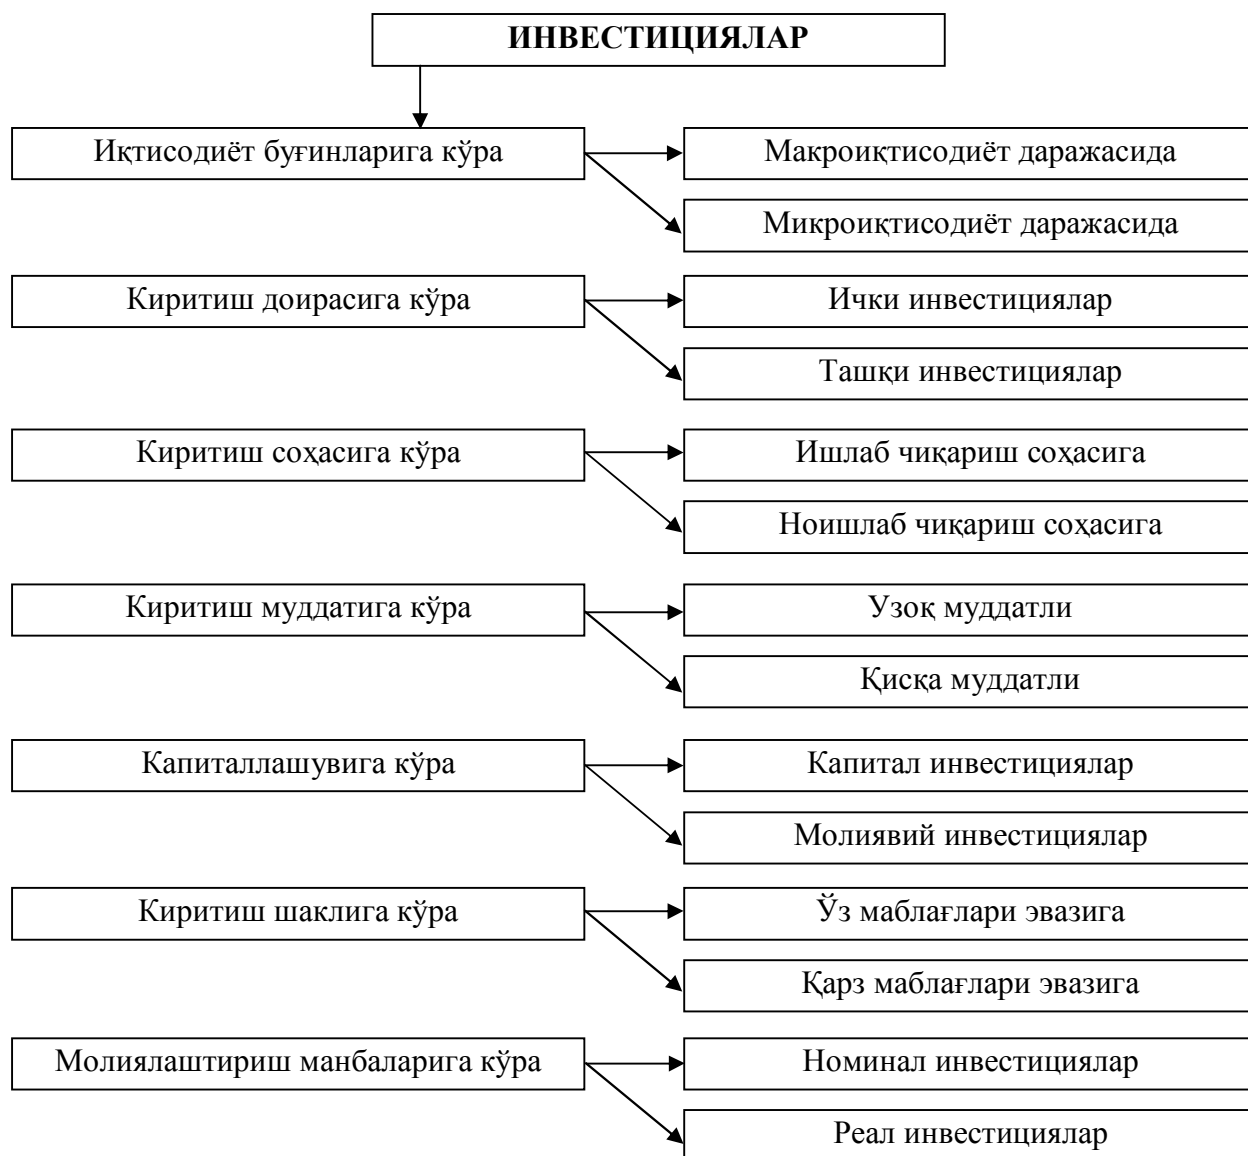 ИНВЕСТИЦИЯЛАР
Иқтисодиёт буғинларига кўра
Макроиқтисодиёт даражасида
Микроиқтисодиёт даражасида
Киритиш доирасига кўра
Ички инвестициялар
Ташқи инвестициялар
Киритиш соҳасига кўра
Ишлаб чиқариш соҳасига
Ноишлаб чиқариш соҳасига
Киритиш муддатига кўра
Узоқ муддатли
Қисқа муддатли
Капиталлашувига кўра
Капитал инвестициялар
Молиявий инвестициялар
Киритиш шаклига кўра
Ўз маблағлари эвазига
Қарз маблағлари эвазига
Молиялаштириш манбаларига кўра
Номинал инвестициялар
Реал инвестициялар